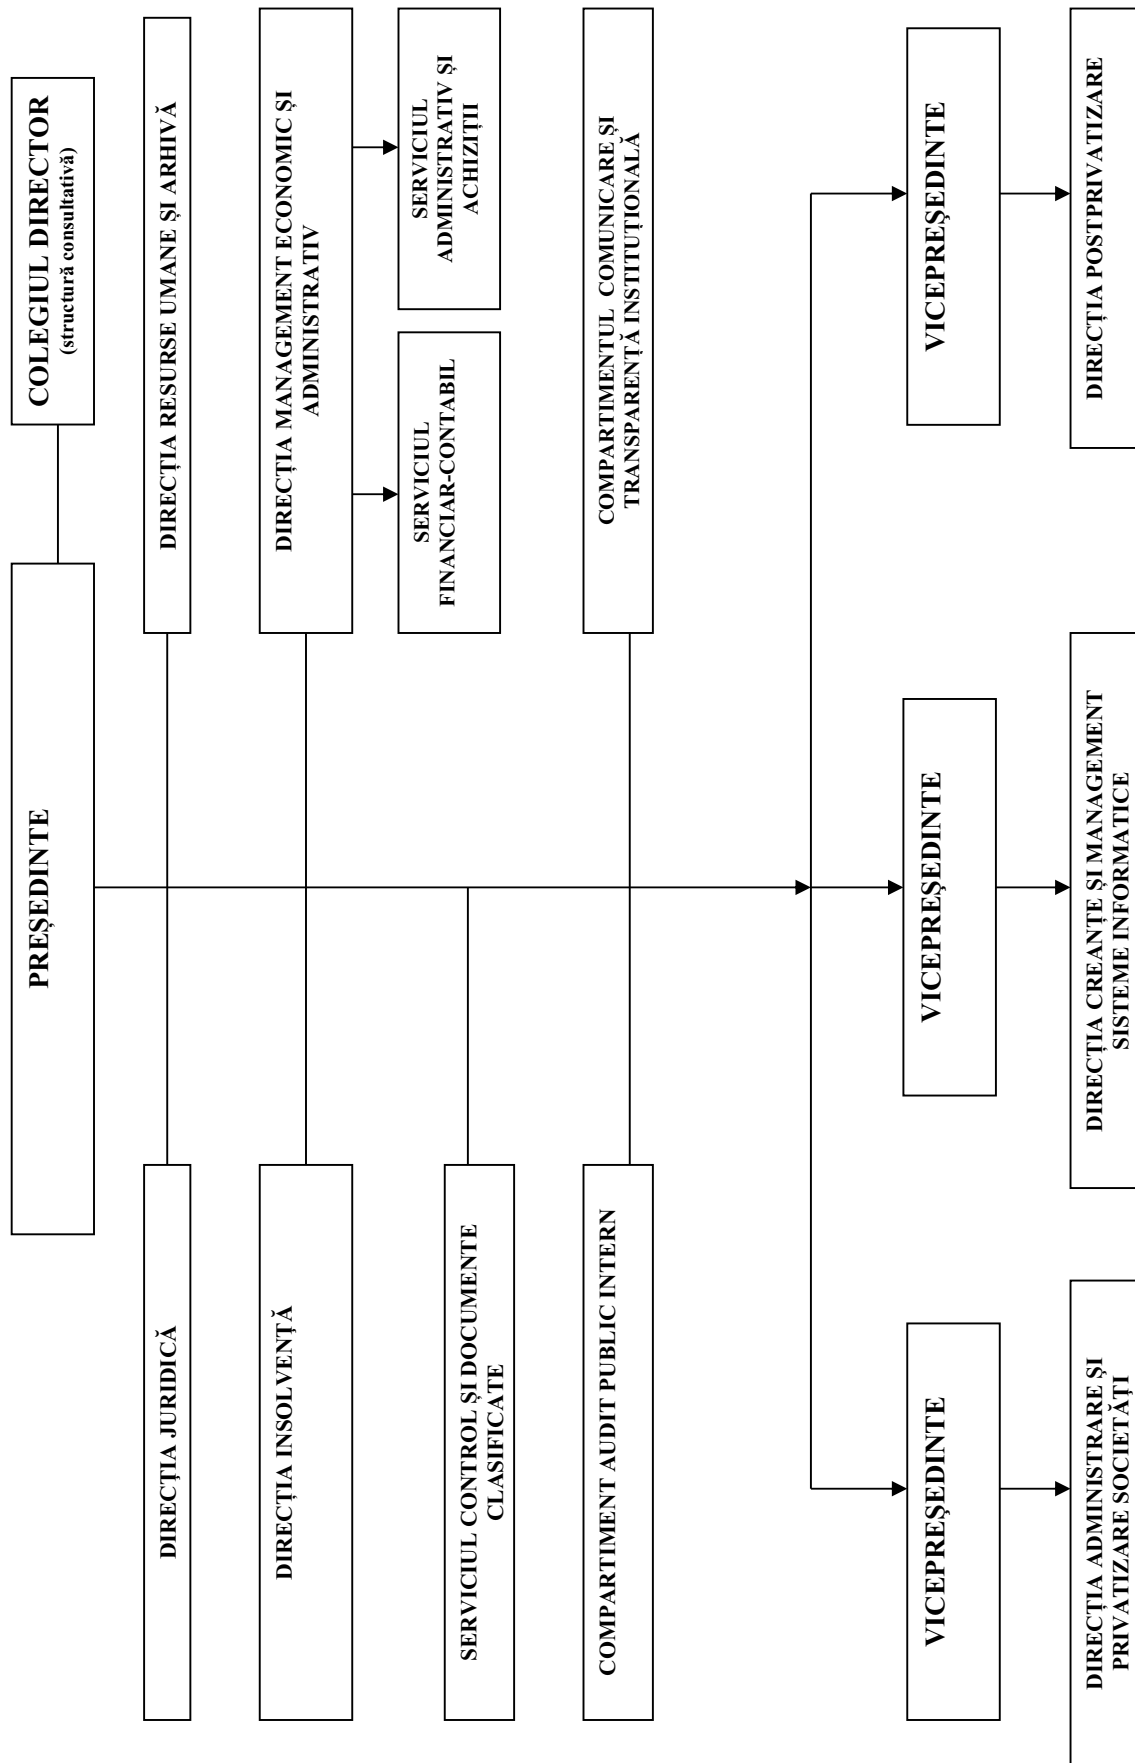 PREȘEDINTE
COLEGIUL DIRECTOR
(structură consultativă)
DIRECȚIA JURIDICĂ
DIRECȚIA RESURSE UMANE ȘI ARHIVĂ
DIRECȚIA INSOLVENȚĂ
DIRECȚIA MANAGEMENT ECONOMIC ȘI
ADMINISTRATIV
SERVICIUL
FINANCIAR-CONTABIL
SERVICIUL
ADMINISTRATIV ȘI
ACHIZIȚII
SERVICIUL CONTROL ȘI DOCUMENTE
CLASIFICATE
COMPARTIMENT AUDIT PUBLIC INTERN
COMPARTIMENTUL COMUNICARE ȘI
TRANSPARENȚĂ INSTITUȚIONALĂ
VICEPREȘEDINTE
VICEPREȘEDINTE
VICEPREȘEDINTE
DIRECȚIA ADMINISTRARE ȘI
PRIVATIZARE SOCIETĂȚI
DIRECȚIA CREANȚE ȘI MANAGEMENT
SISTEME INFORMATICE
DIRECȚIA POSTPRIVATIZARE